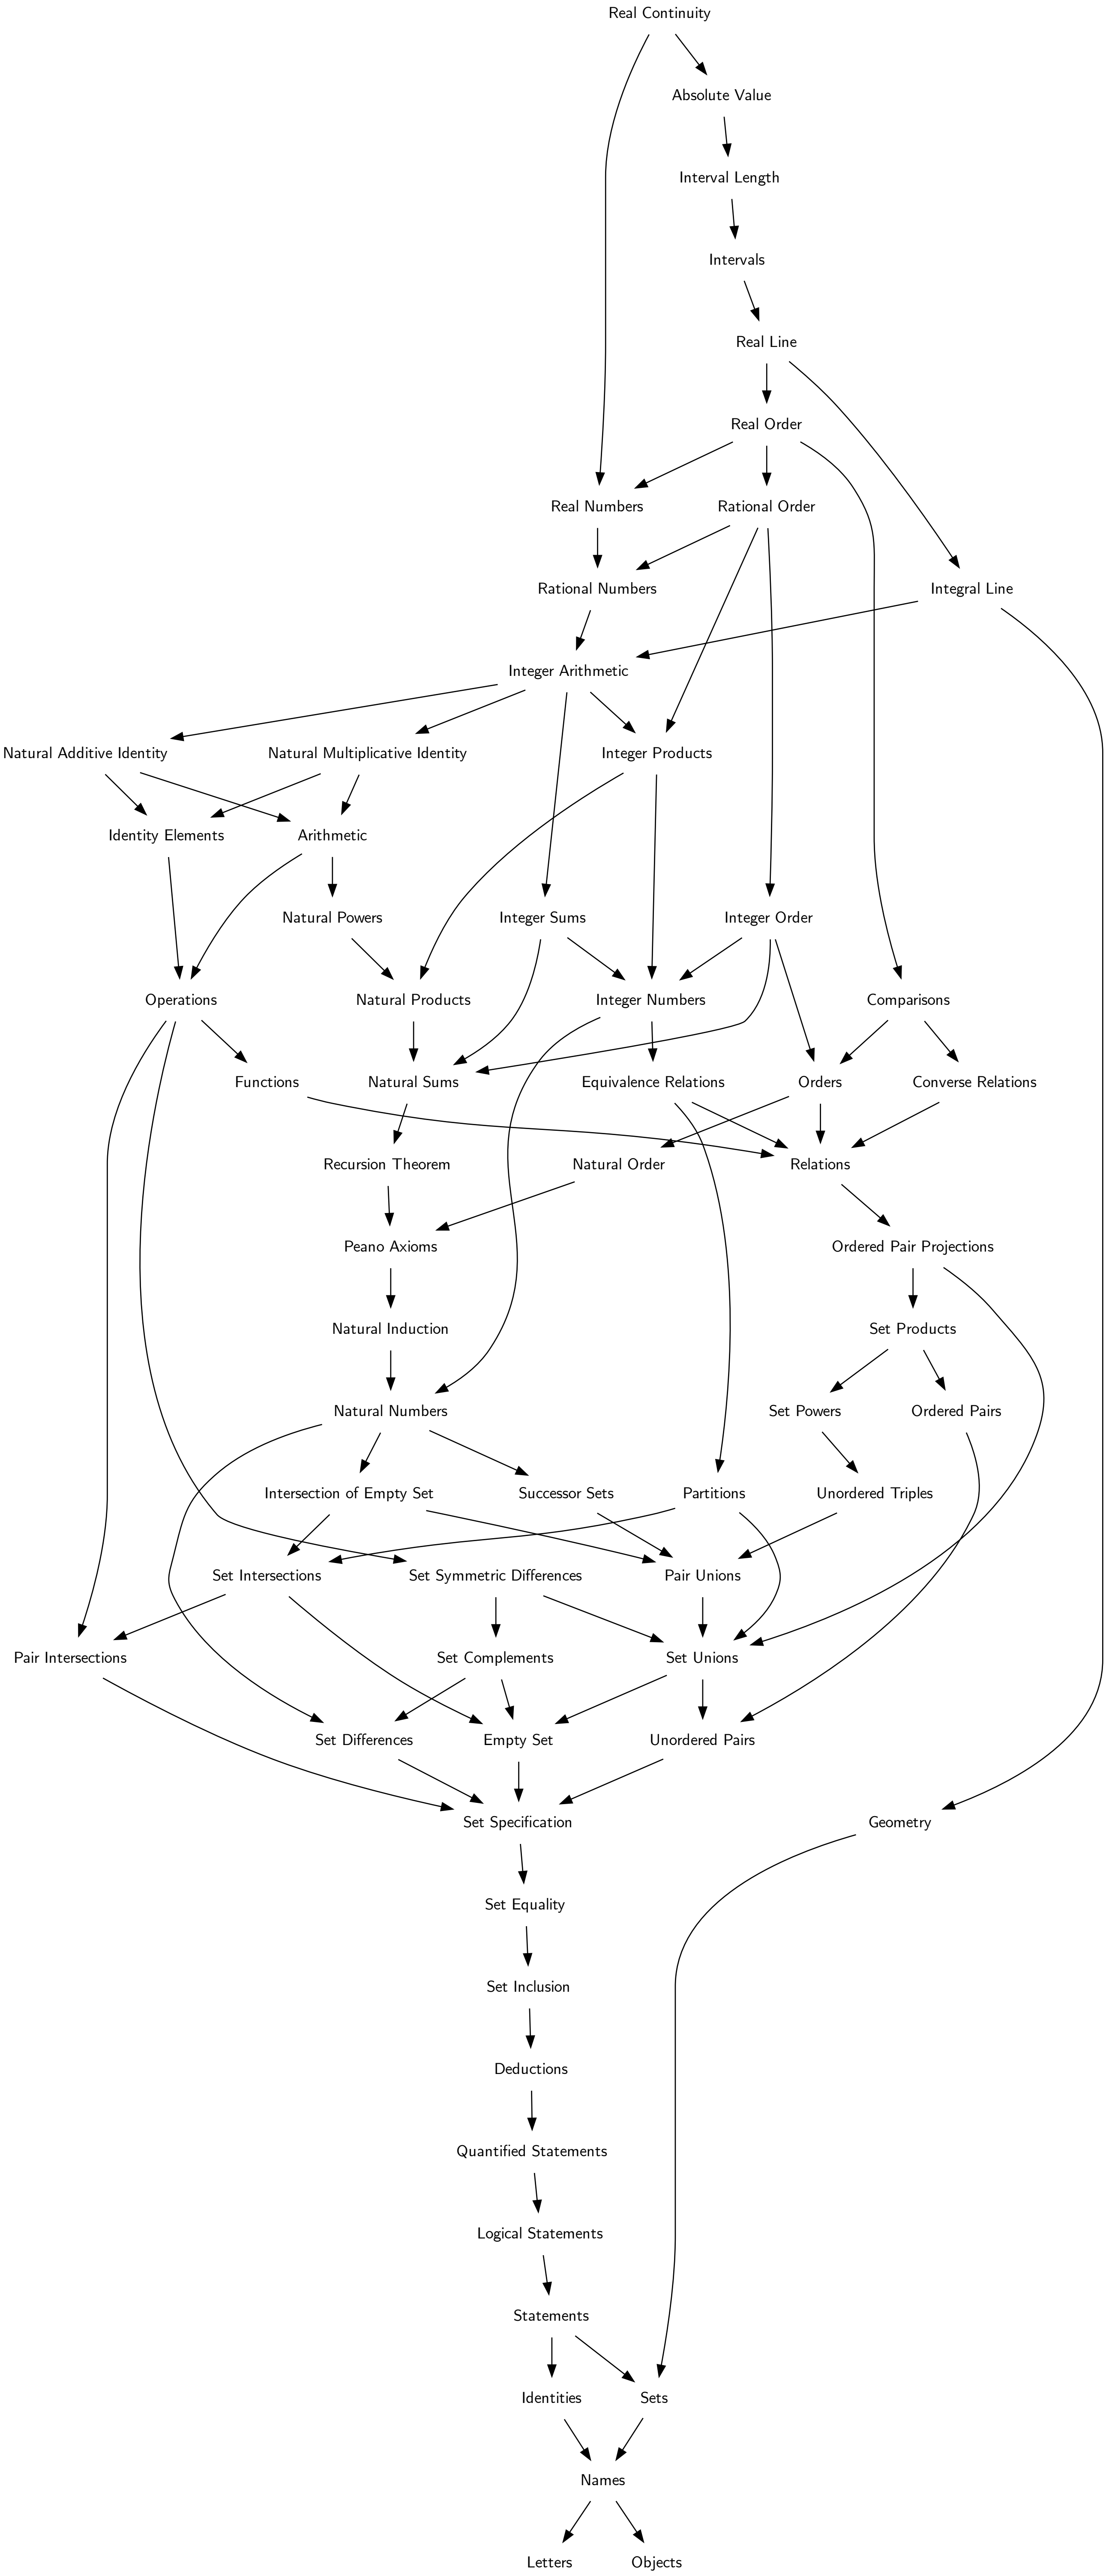 Real Continuity
Absolute Value
Interval Length
Intervals
Real Line
Real Order
Real Numbers
Rational Order
Rational Numbers
Integral Line
Integer Arithmetic
Natural Additive Identity
Natural Multiplicative Identity
Integer Products
Identity Elements
Arithmetic
Natural Powers
Integer Sums
Integer Order
Operations
Natural Products
Integer Numbers
Comparisons
Functions
Natural Sums
Equivalence Relations
Orders
Converse Relations
Recursion Theorem
Natural Order
Relations
Peano Axioms
Ordered Pair Projections
Natural Induction
Set Products
Natural Numbers
Set Powers
Ordered Pairs
Intersection of Empty Set
Successor Sets
Partitions
Unordered Triples
Set Intersections
Set Symmetric Differences
Pair Unions
Pair Intersections
Set Complements
Set Unions
Set Differences
Empty Set
Unordered Pairs
Set Specification
Geometry
Set Equality
Set Inclusion
Deductions
Quantified Statements
Logical Statements
Statements
Identities
Sets
Names
Letters
Objects